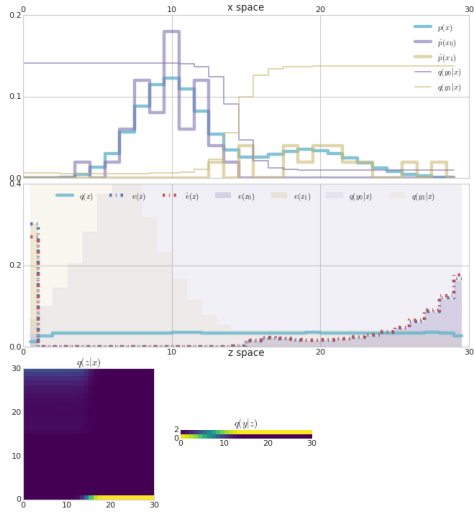 x space
0 10 20 30
0.2
0.1
0.0
p(x)
p̂(x₀)
p̂(x₁)
q(y₀|x)
q(y₁|x)
0.4
0.2
0.0
q(z) e(z) ê(z) e(z₀) e(z₁) q(y₀|z) q(y₁|z)
0 10 20 30
z space
q(z|x)
30
20
10
0
0 10 20 30
q(y|z)
2
0
0 10 20 30